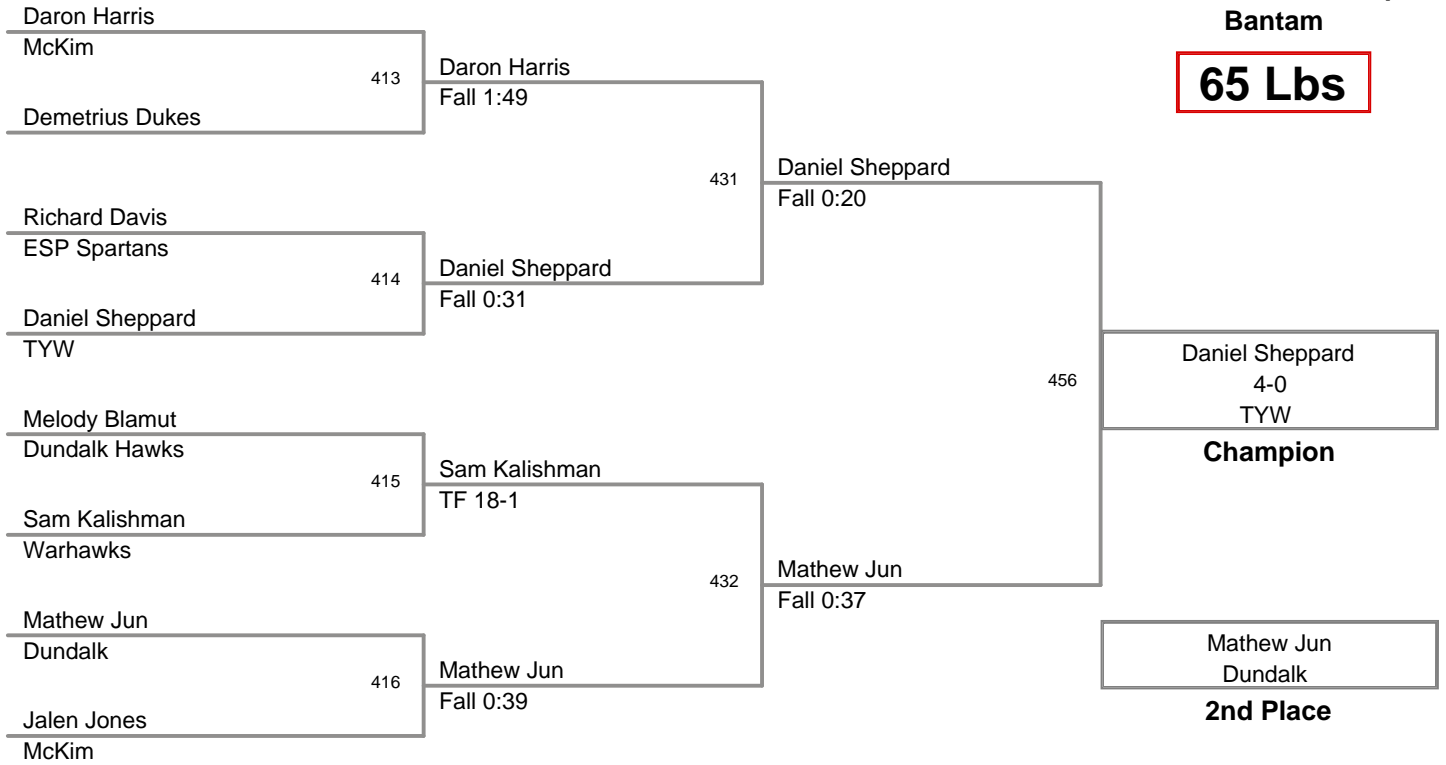 Bantam
65 Lbs
Daron Harris
McKim
413
Demetrius Dukes
Daron Harris
Fall 1:49
Richard Davis
ESP Spartans
414
Daniel Sheppard
TYW
Daniel Sheppard
Fall 0:31
431
Daniel Sheppard
Fall 0:20
Melody Blamut
Dundalk Hawks
415
Sam Kalishman
Warhawks
Sam Kalishman
TF 18-1
Mathew Jun
Dundalk
416
Jalen Jones
McKim
Mathew Jun
Fall 0:39
432
Mathew Jun
Fall 0:37
456
Daniel Sheppard
4-0
TYW
Champion
Mathew Jun
Dundalk
2nd Place